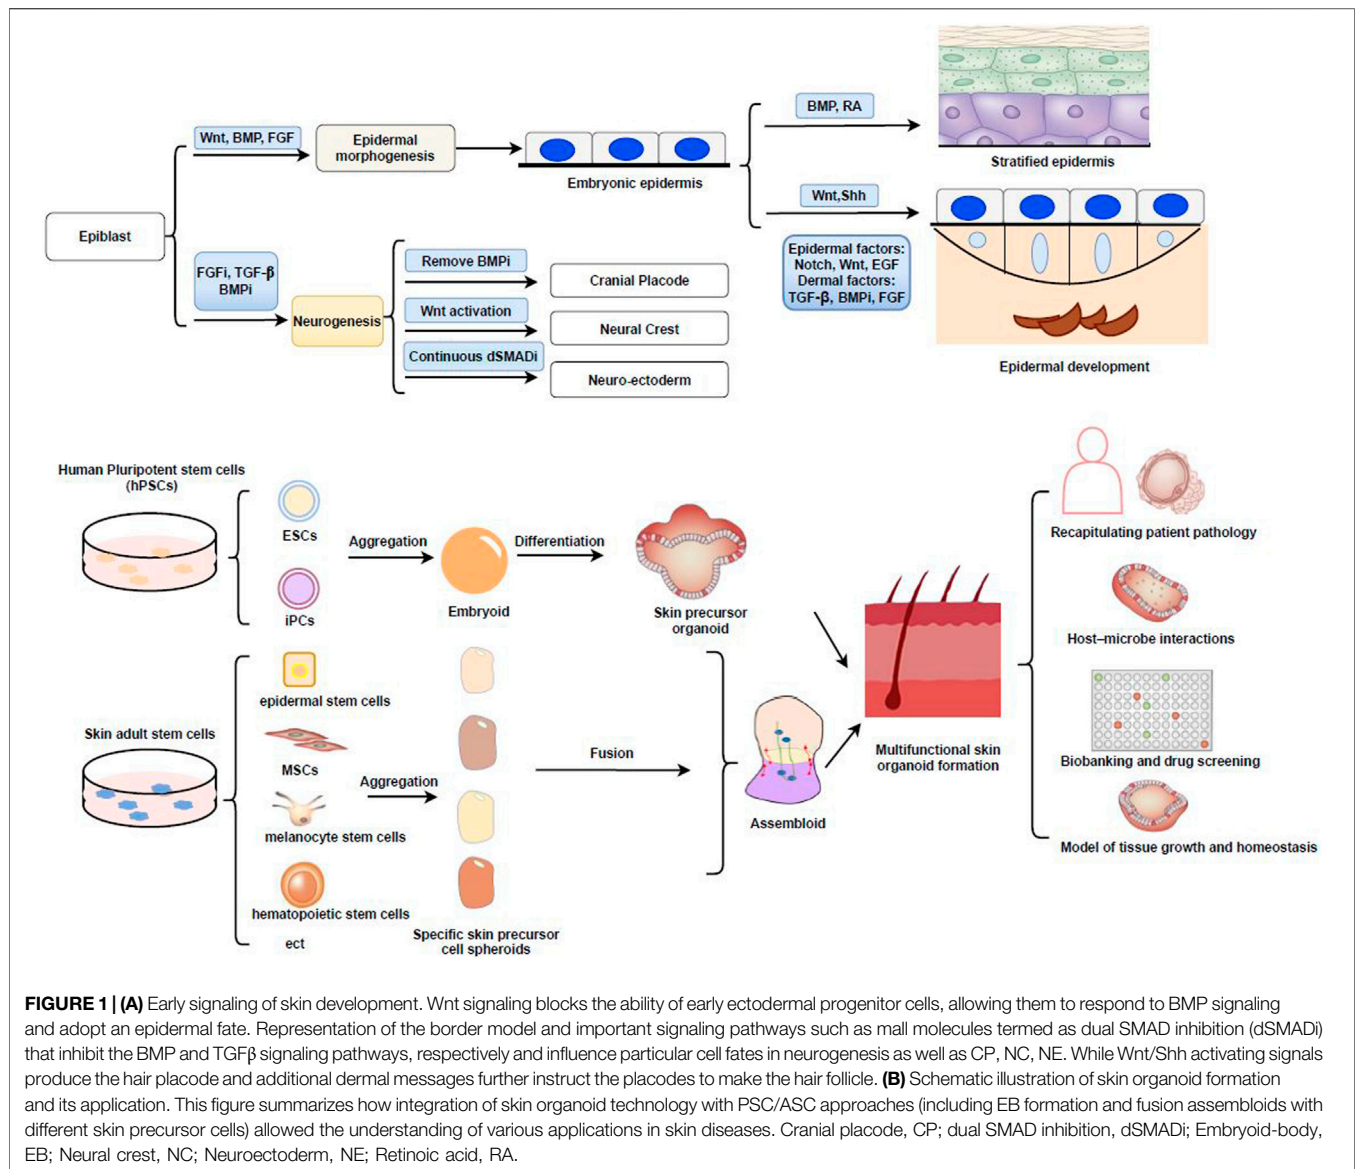 Epiblast
Wnt, BMP, FGF
Epidermal
morphogenesis
Embryonic epidermis
BMP, RA
Stratified epidermis
Wnt,Shh
Epidermal factors:
Notch, Wnt, EGF
Dermal factors:
TGF-β, BMPi, FGF
Epidermal development
FGFi, TGF-β
BMPi
Neurogenesis
Remove BMPi
Cranial Placode
Wnt activation
Neural Crest
Continuous dSMADi
Neuro-ectoderm
Human Pluripotent stem cells
(hPSCs)
ESCs
iPCs
Aggregation
Embryoid
Differentiation
Skin precursor
organoid
Skin adult stem cells
epidermal stem cells
MSCs
melanocyte stem cells
hematopoietic stem cells
ect
Aggregation
Specific skin precursor
cell spheroids
Fusion
Assembloid
Multifunctional skin
organoid formation
Recapitulating patient pathology
Host–microbe interactions
Biobanking and drug screening
Model of tissue growth and homeostasis
FIGURE 1 | (A) Early signaling of skin development. Wnt signaling blocks the ability of early ectodermal progenitor cells, allowing them to respond to BMP signaling
and adopt an epidermal fate. Representation of the border model and important signaling pathways such as mall molecules termed as dual SMAD inhibition (dSMADi)
that inhibit the BMP and TGFβ signaling pathways, respectively and influence particular cell fates in neurogenesis as well as CP, NC, NE. While Wnt/Shh activating signals
produce the hair placode and additional dermal messages further instruct the placodes to make the hair follicle. (B) Schematic illustration of skin organoid formation
and its application. This figure summarizes how integration of skin organoid technology with PSC/ASC approaches (including EB formation and fusion assembloids with
different skin precursor cells) allowed the understanding of various applications in skin diseases. Cranial placode, CP; dual SMAD inhibition, dSMADi; Embryoid-body,
EB; Neural crest, NC; Neuroectoderm, NE; Retinoic acid, RA.